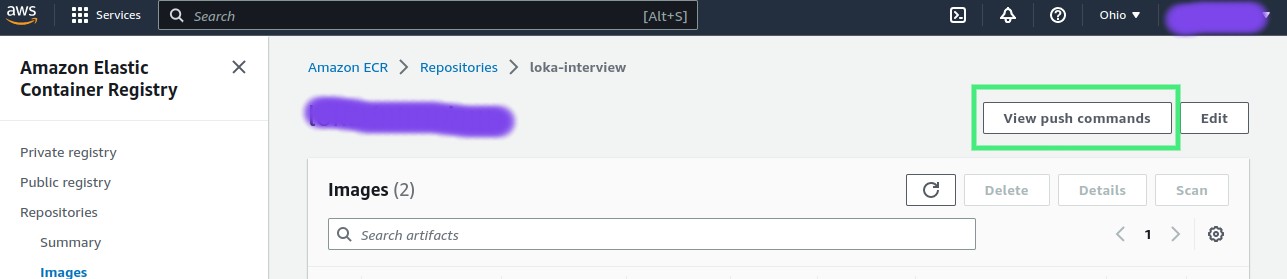 aws
Services
Search
[Alt+S]
Ohio
Amazon Elastic
Container Registry
Amazon ECR
Repositories
loka-interview
View push commands
Edit
Private registry
Public registry
Repositories
Summary
Images
Images (2)
Delete
Details
Scan
Search artifacts
1